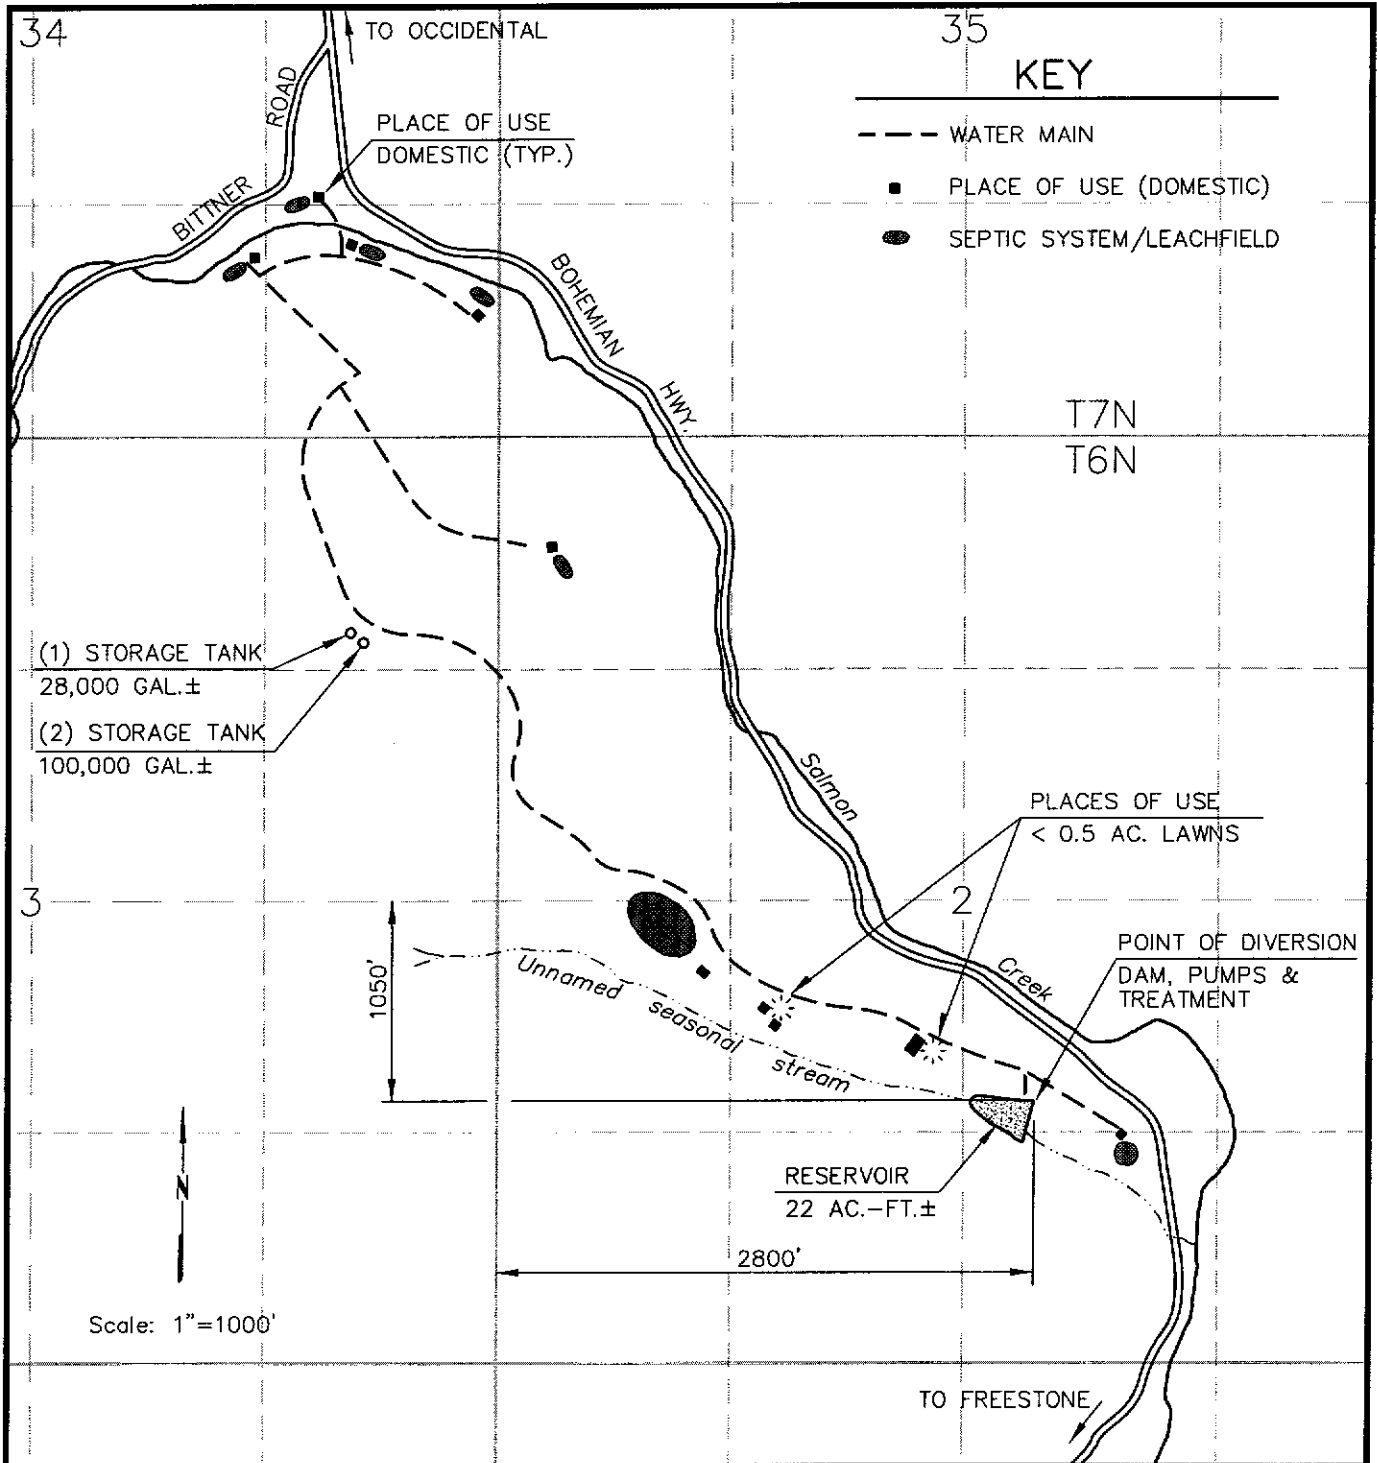 34
TO OCCIDENTAL
35
KEY
WATER MAIN
PLACE OF USE (DOMESTIC)
SEPTIC SYSTEM/LEACHFIELD
ROAD
PLACE OF USE
DOMESTIC (TYP.)
BITTNER
BOHEMIAN
HWY.
T7N
T6N
(1) STORAGE TANK
28,000 GAL.±
(2) STORAGE TANK
100,000 GAL.±
Salmon
PLACES OF USE
< 0.5 AC. LAWNS
3
2
POINT OF DIVERSION
DAM, PUMPS &
TREATMENT
Creek
1050'
Unnamed seasonal stream
RESERVOIR
22 AC.-FT.±
N
2800'
Scale: 1"=1000'
TO FREESTONE